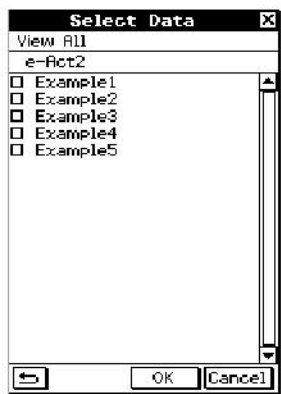 Select Data
View All
e-Act2
Example1
Example2
Example3
Example4
Example5
OK Cancel